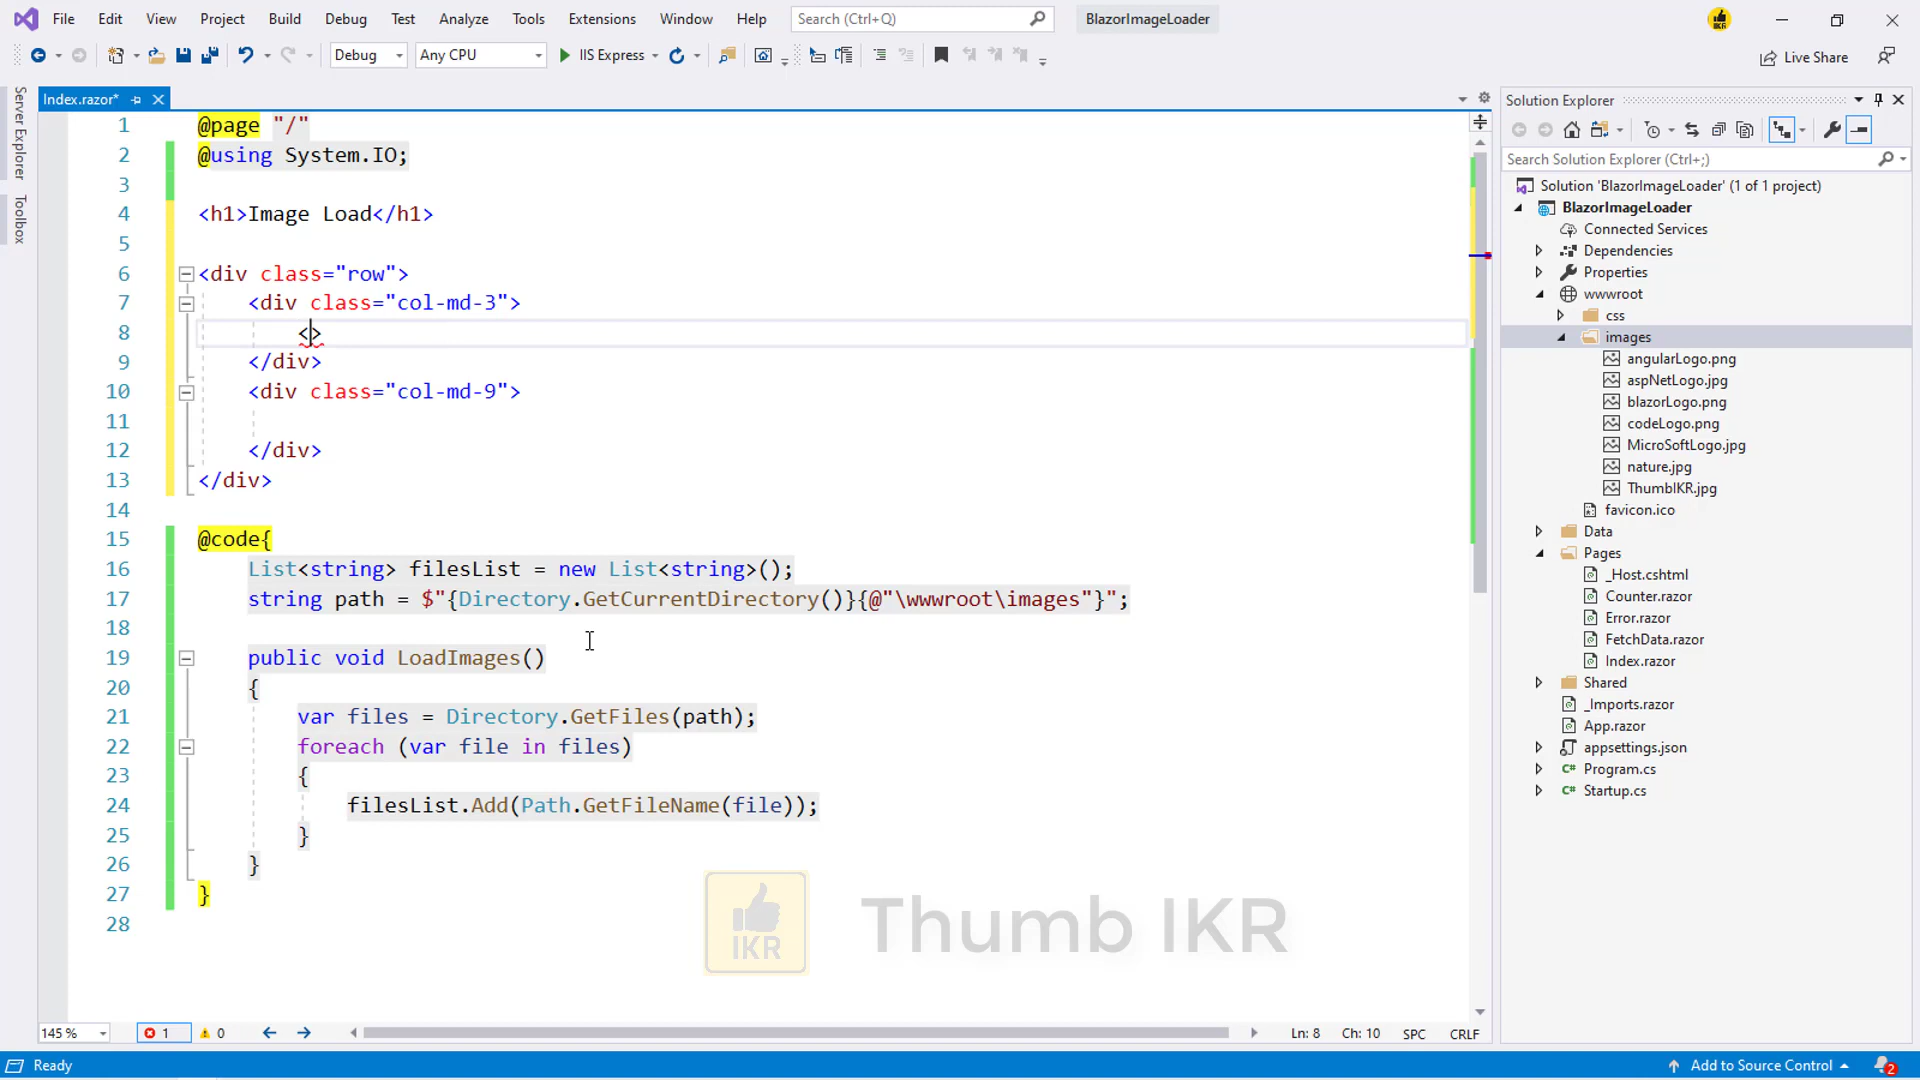 File Edit View Project Build Debug Test Analyze Tools Extensions Window Help Search (Ctrl+Q) BlazorImageLoader
Debug Any CPU IIS Express Live Share
Server Explorer
Toolbox
Index.razor*
1 @page "/"
2 @using System.IO;
3
4 <h1>Image Load</h1>
5
6 <div class="row">
7 <div class="col-md-3">
8 <>
9 </div>
10 <div class="col-md-9">
11
12 </div>
13 </div>
14
15 @code{
16 List<string> filesList = new List<string>();
17 string path = $"{Directory.GetCurrentDirectory()}{@"\wwwroot\images"}";
18
19 public void LoadImages()
20 {
21 var files = Directory.GetFiles(path);
22 foreach (var file in files)
23 {
24 filesList.Add(Path.GetFileName(file));
25 }
26 }
27 }
28
IKR
Thumb IKR
145 % 1 0 Ln: 8 Ch: 10 SPC CRLF
Solution Explorer
Search Solution Explorer (Ctrl+;)
Solution 'BlazorImageLoader' (1 of 1 project)
BlazorImageLoader
Connected Services
Dependencies
Properties
wwwroot
css
images
angularLogo.png
aspNetLogo.jpg
blazorLogo.png
codeLogo.png
MicroSoftLogo.jpg
nature.jpg
ThumbIKR.jpg
favicon.ico
Data
Pages
_Host.cshtml
Counter.razor
Error.razor
FetchData.razor
Index.razor
Shared
_Imports.razor
App.razor
appsettings.json
C# Program.cs
C# Startup.cs
Ready Add to Source Control 2